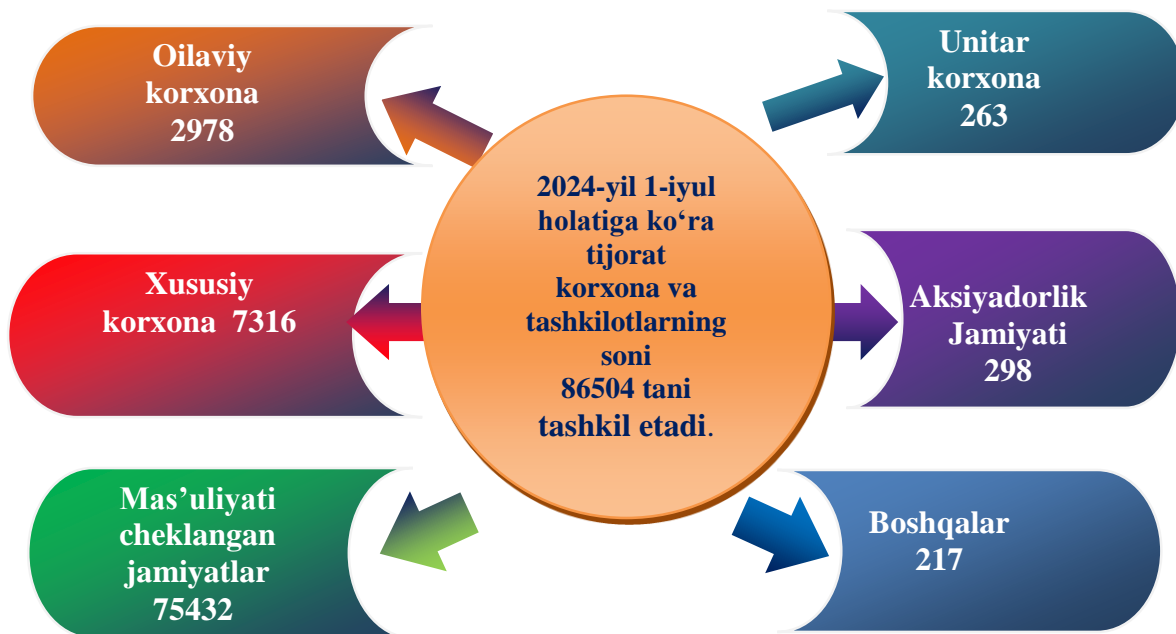 Oilaviy
korxona
2978
Unitar
korxona
263
2024-yil 1-iyul
holatiga ko‘ra
tijorat
korxona va
tashkilotlarning
soni
86504 tani
tashkil etadi.
Xususiy
korxona 7316
Aksiyadorlik
Jamiyati
298
Mas’uliyati
cheklangan
jamiyatlar
75432
Boshqalar
217